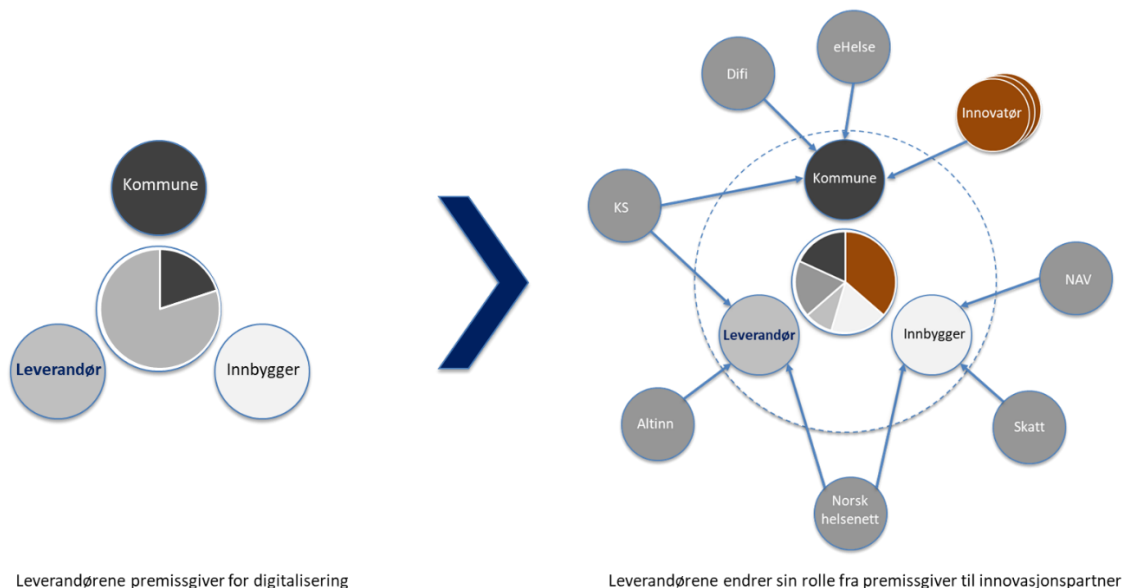 Kommune
Leverandør
Innbygger
Leverandørene premissgiver for digitalisering
eHelse
Difi
Innovatør
Kommune
KS
NAV
Leverandør
Innbygger
Altinn
Skatt
Norsk
helsenett
Leverandørene endrer sin rolle fra premissgiver til innovasjonspartner